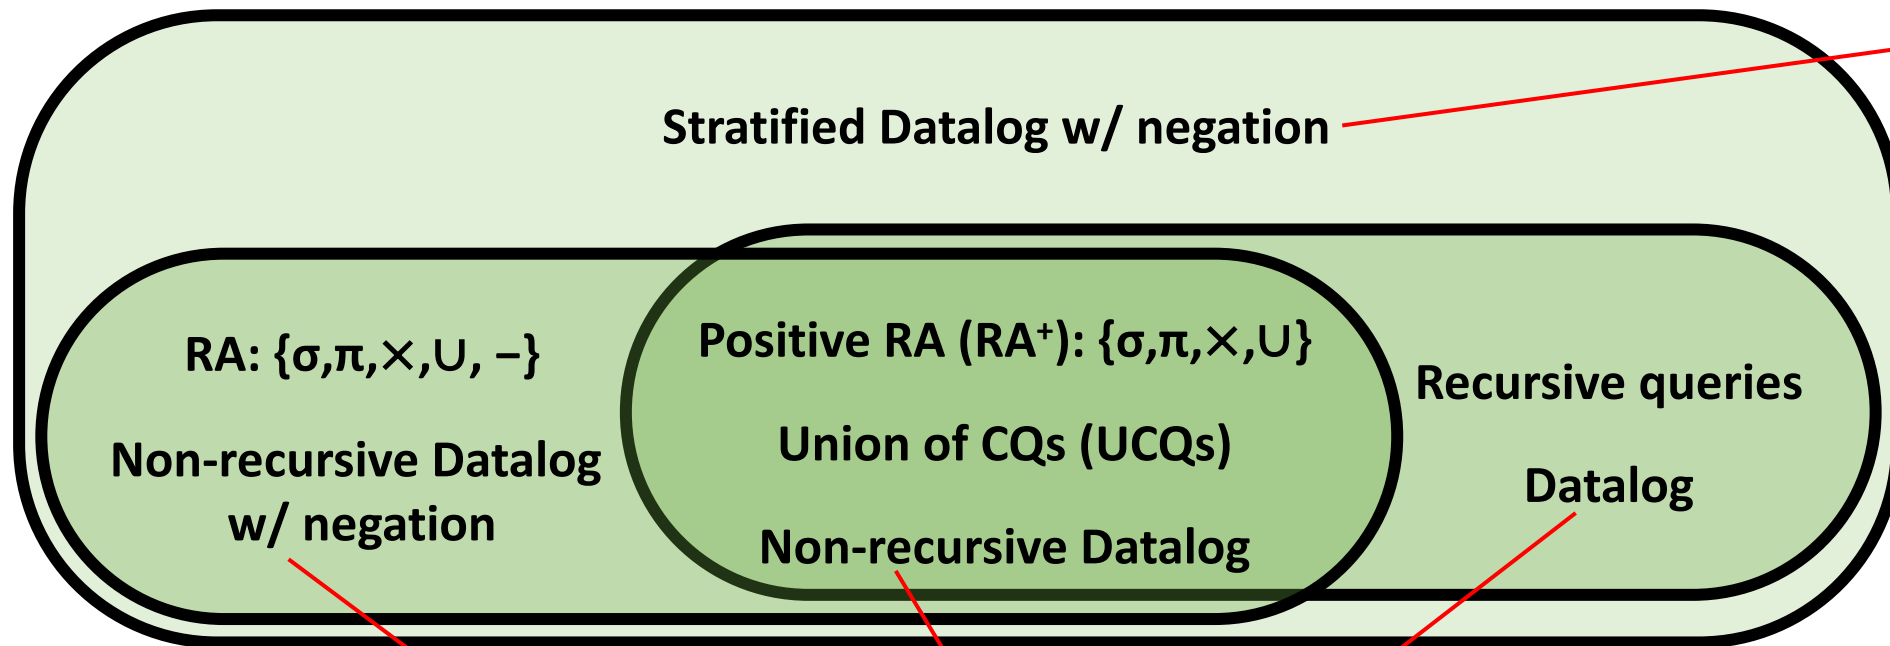 Stratified Datalog w/ negation
RA: {σ,π,×,∪, −}
Non-recursive Datalog
w/ negation
Positive RA (RA⁺): {σ,π,×,∪}
Union of CQs (UCQs)
Non-recursive Datalog
Recursive queries
Datalog